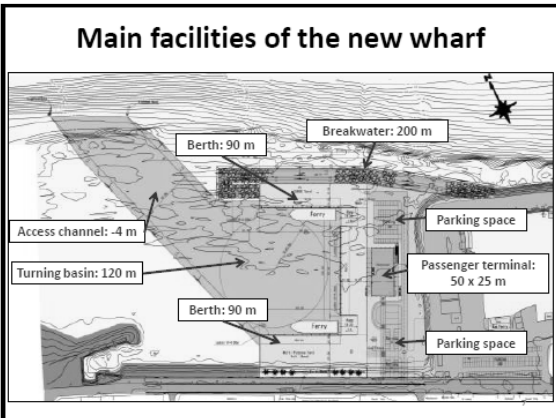 Main facilities of the new wharf
Breakwater: 200 m
Berth: 90 m
Parking space
Access channel: -4 m
Turning basin: 120 m
Passenger terminal:
50 x 25 m
Berth: 90 m
Parking space
Ferry
Ferry